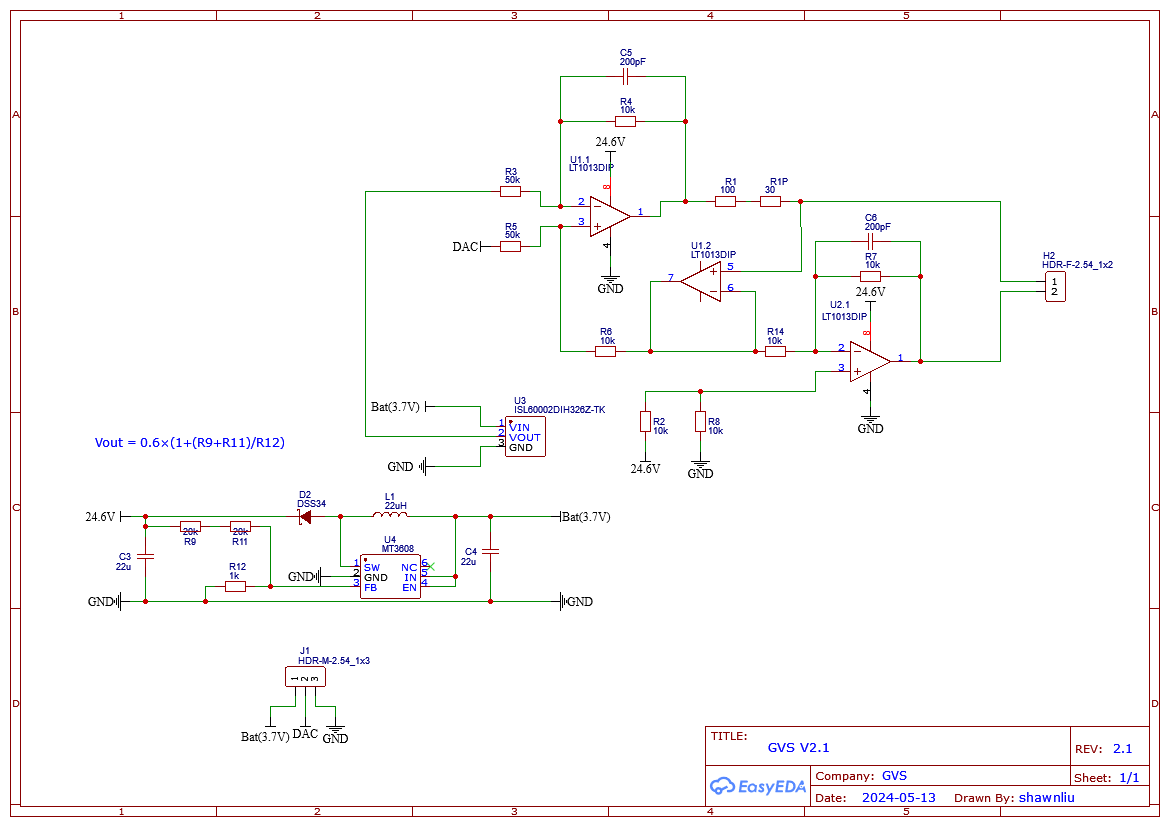 1 2 3 4 5
A A
B B
C C
D D
C5
200pF
R4
10k
24.6V
U1.1
LT1013DIP
8
2
3
1
4
GND
R3
50k
R5
50k
DAC
R1
100
R1P
30
U1.2
LT1013DIP
7
5
6
R6
10k
R14
10k
C6
200pF
R7
10k
24.6V
U2.1
LT1013DIP
8
2
3
1
4
GND
H2
HDR-F-2.54_1x2
1
2
R2
10k
24.6V
R8
10k
GND
Bat(3.7V)
U3
ISL60002DIH326Z-TK
1 VIN
2 VOUT
3 GND
GND
Vout = 0.6×(1+(R9+R11)/R12)
24.6V
D2
DSS34
L1
22uH
Bat(3.7V)
20k
R9
20k
R11
C3
22u
R12
1k
GND
U4
MT3608
1 SW NC 6
2 GND IN 5
3 FB EN 4
C4
22u
GND
GND
J1
HDR-M-2.54_1x3
1 2 3
Bat(3.7V) DAC GND
TITLE:
GVS V2.1
REV: 2.1
EasyEDA
Company: GVS
Sheet: 1/1
Date: 2024-05-13 Drawn By: shawnliu
1 2 3 4 5